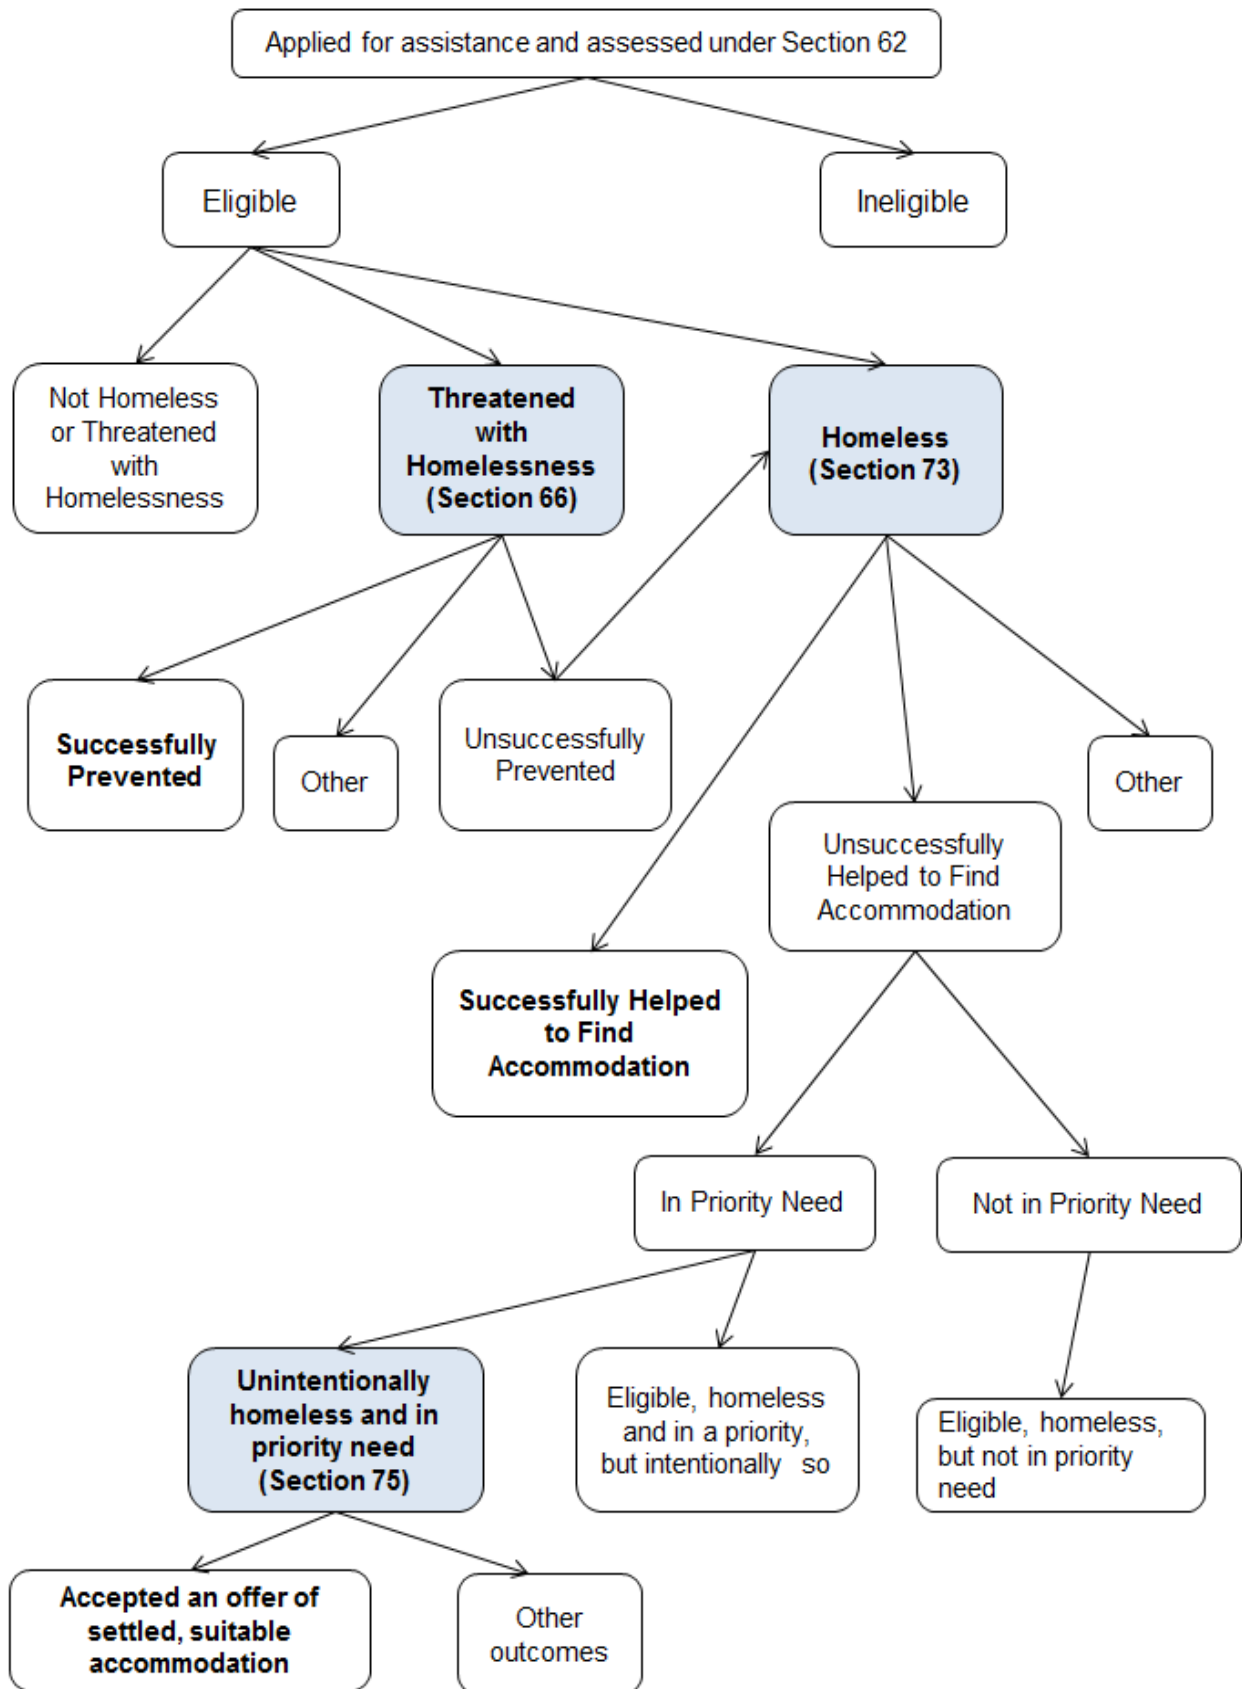 Applied for assistance and assessed under Section 62
Eligible
Ineligible
Not Homeless
or Threatened
with
Homelessness
Threatened
with
Homelessness
(Section 66)
Homeless
(Section 73)
Successfully
Prevented
Other
Unsuccessfully
Prevented
Other
Unsuccessfully
Helped to Find
Accommodation
Successfully Helped
to Find
Accommodation
In Priority Need
Not in Priority Need
Unintentionally
homeless and in
priority need
(Section 75)
Eligible, homeless
and in a priority,
but intentionally so
Eligible, homeless,
but not in priority
need
Accepted an offer of
settled, suitable
accommodation
Other
outcomes